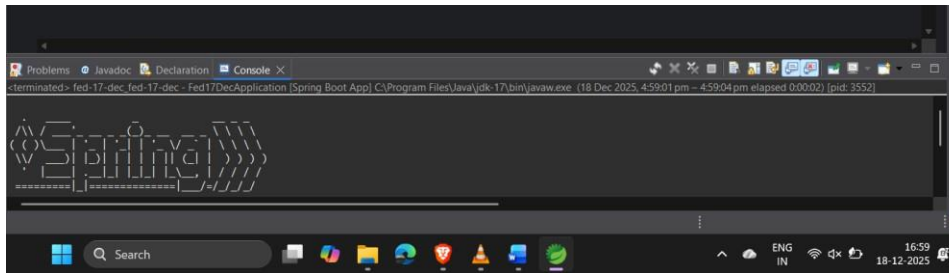 Problems Javadoc Declaration Console
<terminated> fed-17-dec_fed-17-dec - Fed17DecApplication [Spring Boot App] C:\Program Files\Java\jdk-17\bin\javaw.exe (18 Dec 2025, 4:59:01 pm – 4:59:04 pm elapsed 0:00:02) [pid: 3552]
Spring
Search
ENG
IN
16:59
18-12-2025